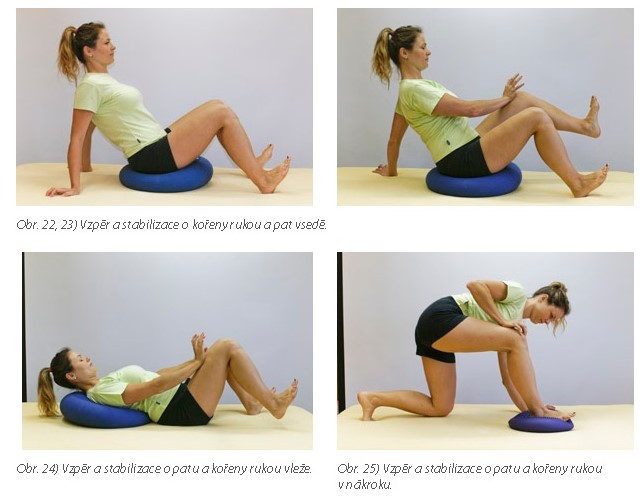 Obr. 22, 23) Vzpěr a stabilizace o kořeny rukou a pat vsedě.
Obr. 24) Vzpěr a stabilizace o patu a kořeny rukou vleže.
Obr. 25) Vzpěr a stabilizace o patu a kořeny rukou
v nákroku.